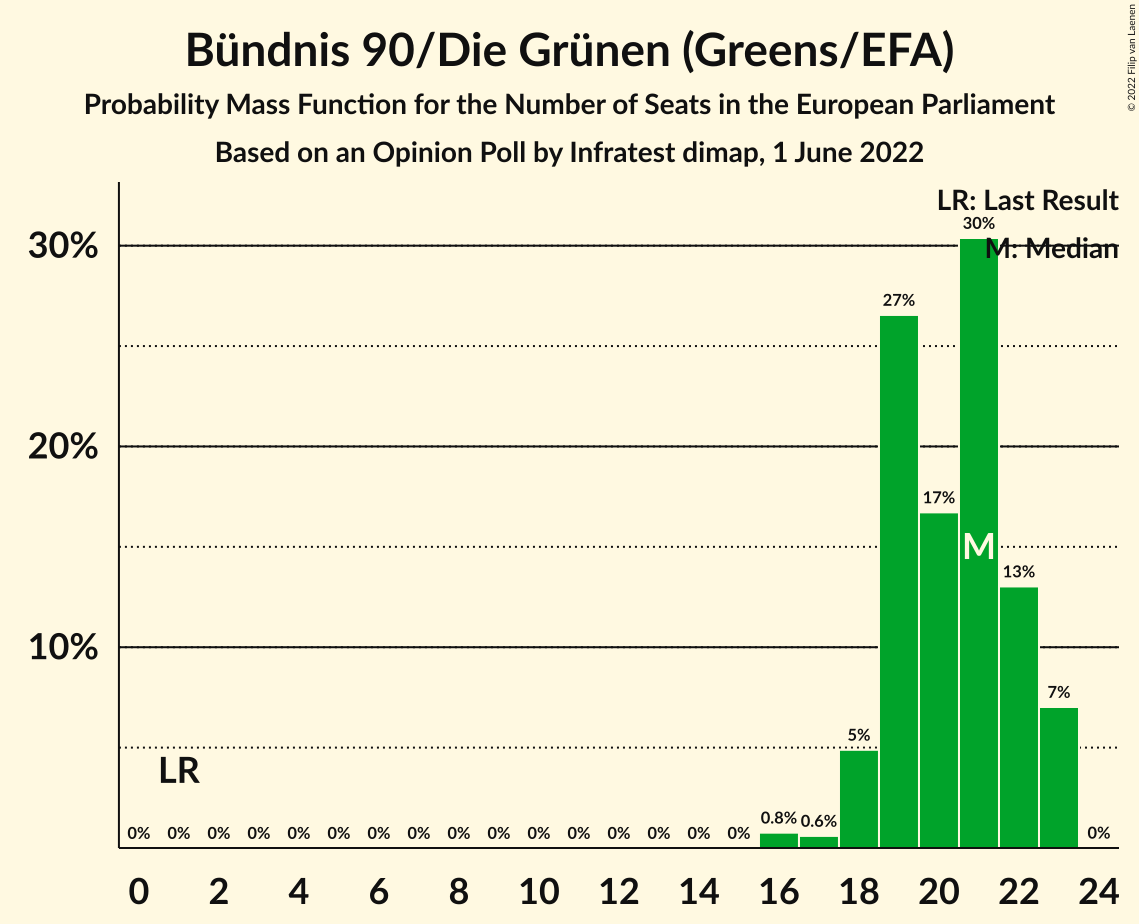 Bündnis 90/Die Grünen (Greens/EFA)
Probability Mass Function for the Number of Seats in the European Parliament
Based on an Opinion Poll by Infratest dimap, 1 June 2022
© 2022 Filip van Laenen
LR: Last Result
M: Median
30%
20%
10%
30%
27%
17%
M
13%
7%
5%
LR
0% 0% 0% 0% 0% 0% 0% 0% 0% 0% 0% 0% 0% 0% 0% 0% 0.8% 0.6% 0%
0 2 4 6 8 10 12 14 16 18 20 22 24